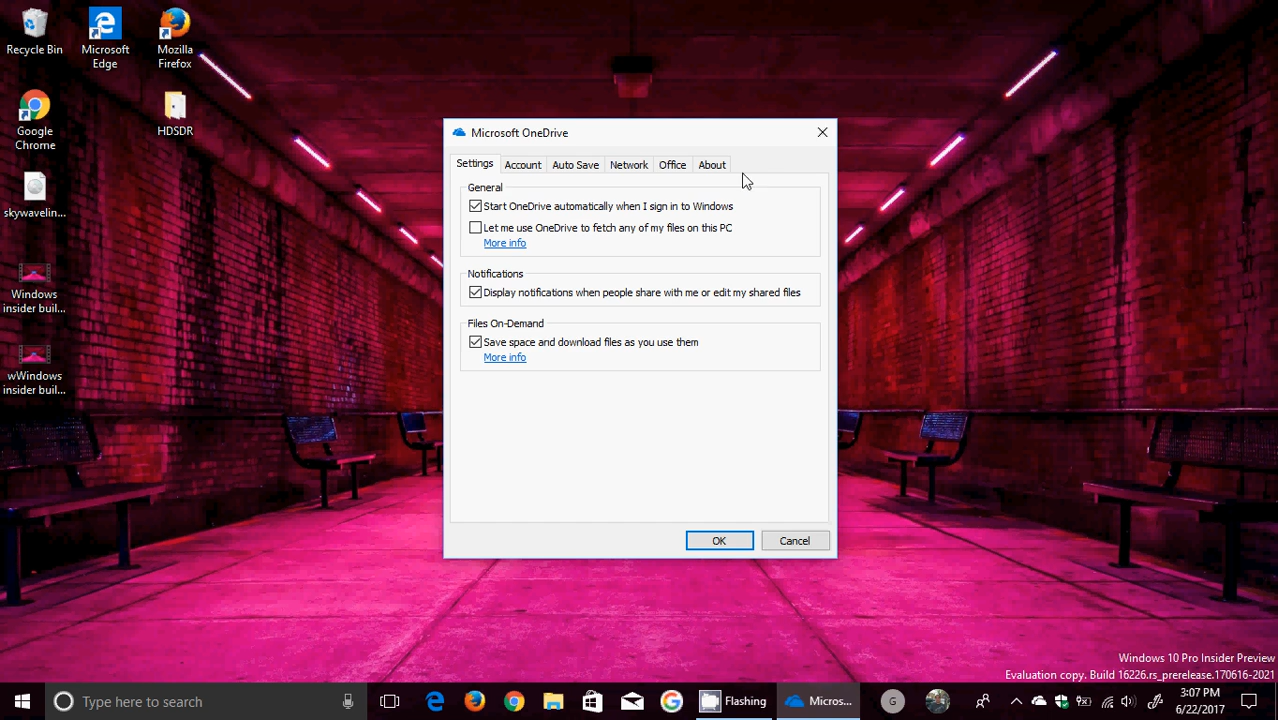 Recycle Bin
Microsoft
Edge
Mozilla
Firefox
Google
Chrome
HDSDR
skywavelin...
Windows
insider buil...
wWindows
insider buil...
Microsoft OneDrive
Settings
Account
Auto Save
Network
Office
About
General
Start OneDrive automatically when I sign in to Windows
Let me use OneDrive to fetch any of my files on this PC
More info
Notifications
Display notifications when people share with me or edit my shared files
Files On-Demand
Save space and download files as you use them
More info
OK
Cancel
Windows 10 Pro Insider Preview
Evaluation copy. Build 16226.rs_prerelease.170616-2021
Type here to search
Flashing
Micros...
G
3:07 PM
6/22/2017